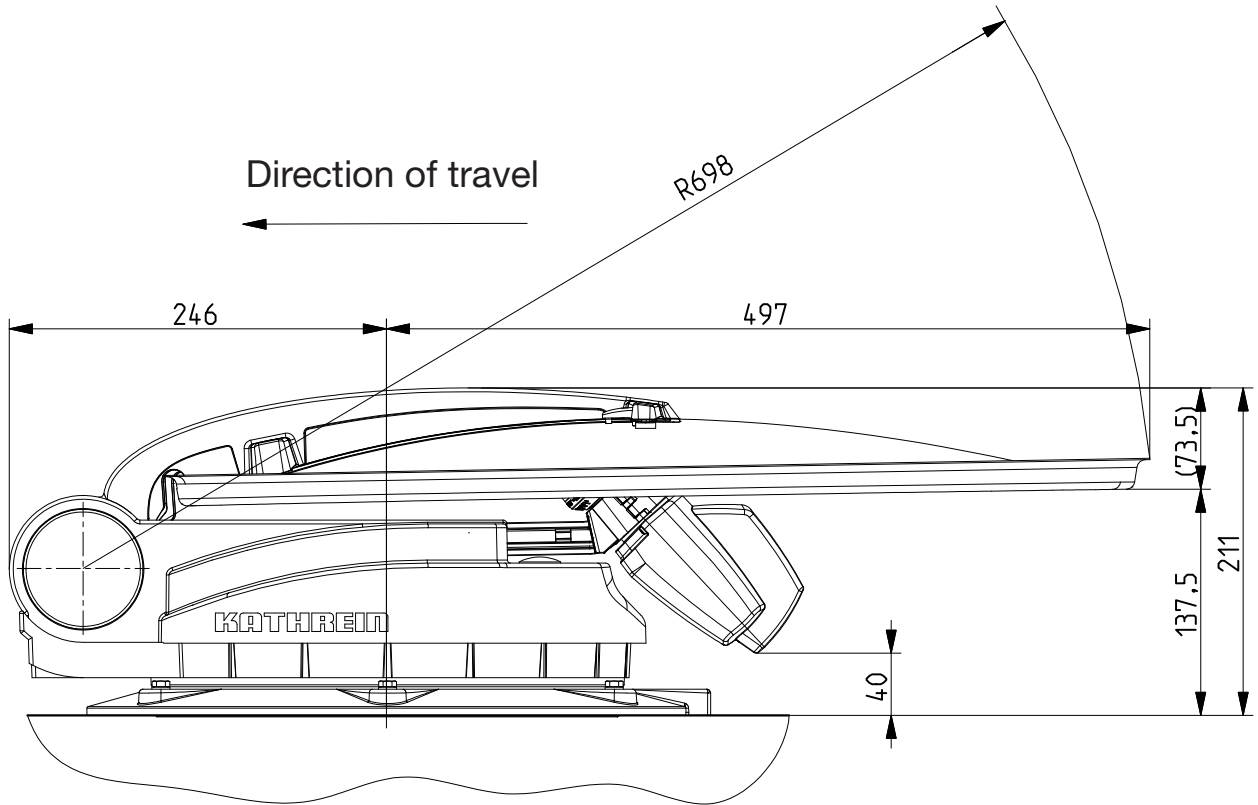 R698
Direction of travel
246
497
(73,5)
211
137,5
KATHREIN
40